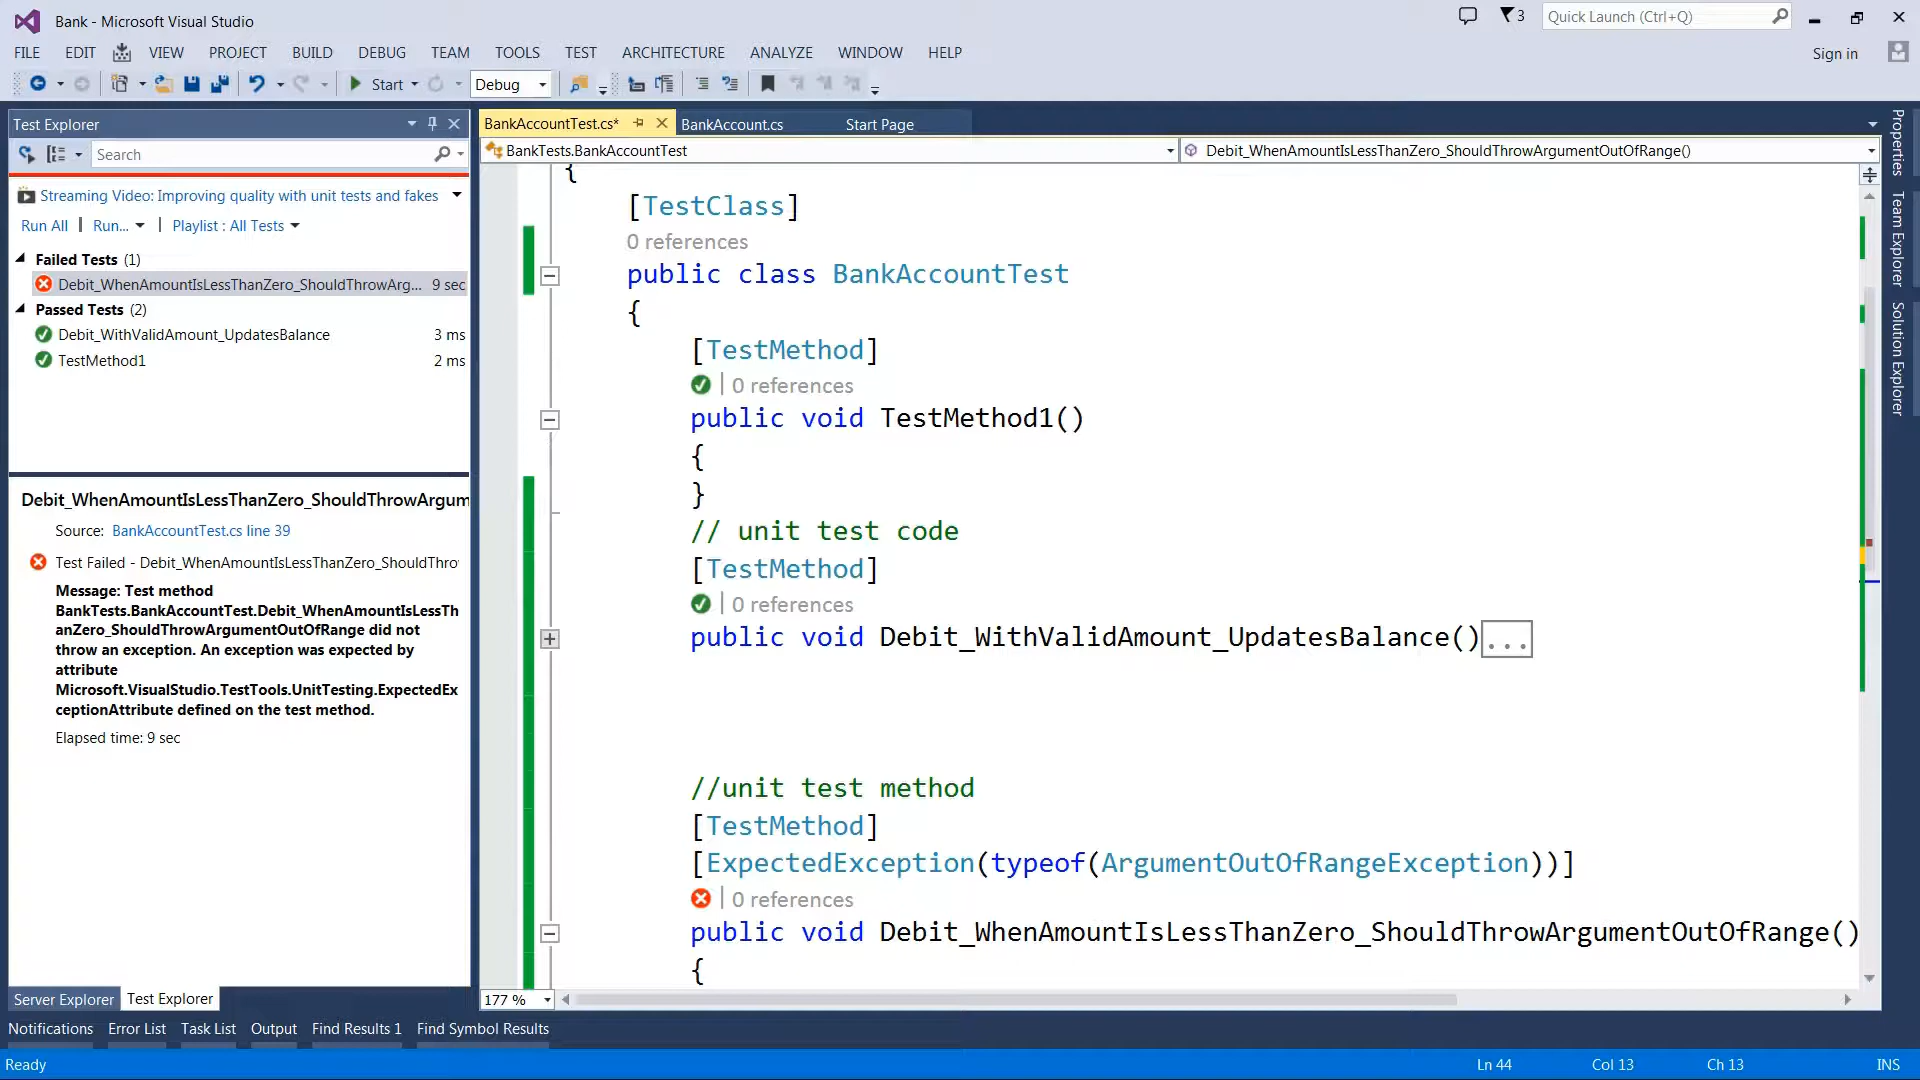 Bank - Microsoft Visual Studio
3
Quick Launch (Ctrl+Q)
FILE EDIT VIEW PROJECT BUILD DEBUG TEAM TOOLS TEST ARCHITECTURE ANALYZE WINDOW HELP
Sign in
Start Debug
Test Explorer
Search
Streaming Video: Improving quality with unit tests and fakes
Run All Run... Playlist : All Tests
Failed Tests (1)
Debit_WhenAmountIsLessThanZero_ShouldThrowArg... 9 sec
Passed Tests (2)
Debit_WithValidAmount_UpdatesBalance 3 ms
TestMethod1 2 ms
Debit_WhenAmountIsLessThanZero_ShouldThrowArgum
Source: BankAccountTest.cs line 39
Test Failed - Debit_WhenAmountIsLessThanZero_ShouldThro
Message: Test method
BankTests.BankAccountTest.Debit_WhenAmountIsLessTh
anZero_ShouldThrowArgumentOutOfRange did not
throw an exception. An exception was expected by
attribute
Microsoft.VisualStudio.TestTools.UnitTesting.ExpectedEx
ceptionAttribute defined on the test method.
Elapsed time: 9 sec
Server Explorer Test Explorer
BankAccountTest.cs* BankAccount.cs Start Page
BankTests.BankAccountTest Debit_WhenAmountIsLessThanZero_ShouldThrowArgumentOutOfRange()
{
[TestClass]
0 references
public class BankAccountTest
{
[TestMethod]
0 references
public void TestMethod1()
{
}
// unit test code
[TestMethod]
0 references
public void Debit_WithValidAmount_UpdatesBalance()...
//unit test method
[TestMethod]
[ExpectedException(typeof(ArgumentOutOfRangeException))]
0 references
public void Debit_WhenAmountIsLessThanZero_ShouldThrowArgumentOutOfRange()
{
177 %
Properties
Team Explorer
Solution Explorer
Notifications Error List Task List Output Find Results 1 Find Symbol Results
Ready Ln 44 Col 13 Ch 13 INS